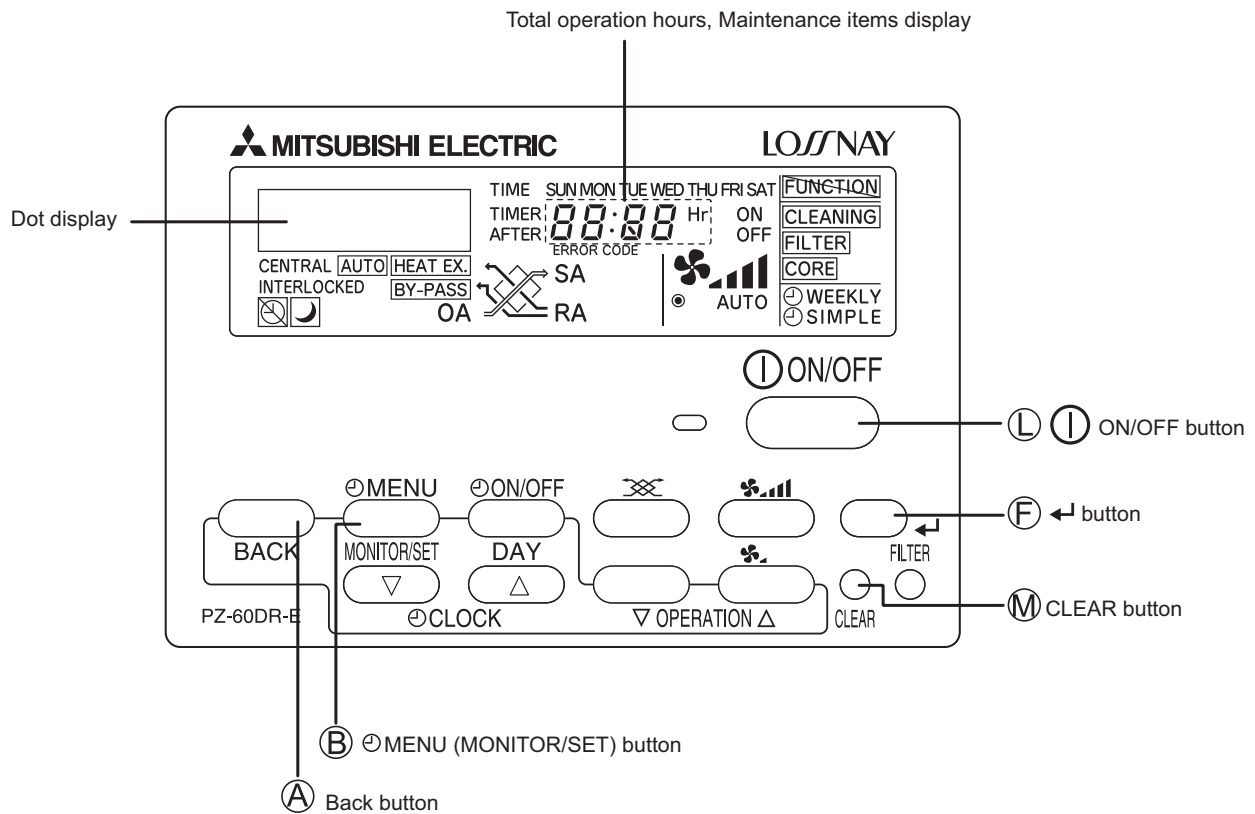 Total operation hours, Maintenance items display
MITSUBISHI ELECTRIC
LOSSNAY
Dot display
TIME SUN MON TUE WED THU FRI SAT
FUNCTION
TIMER 88:88 Hr ON
AFTER OFF
ERROR CODE
CLEANING
FILTER
CORE
CENTRAL AUTO HEAT EX.
INTERLOCKED BY-PASS
SA
OA RA
AUTO
WEEKLY
SIMPLE
ON/OFF
L ON/OFF button
MENU ON/OFF
F ↵ button
BACK MONITOR/SET DAY ↵ FILTER
▽ △
M CLEAR button
PZ-60DR-E CLOCK ▽ OPERATION △ CLEAR
B MENU (MONITOR/SET) button
A Back button